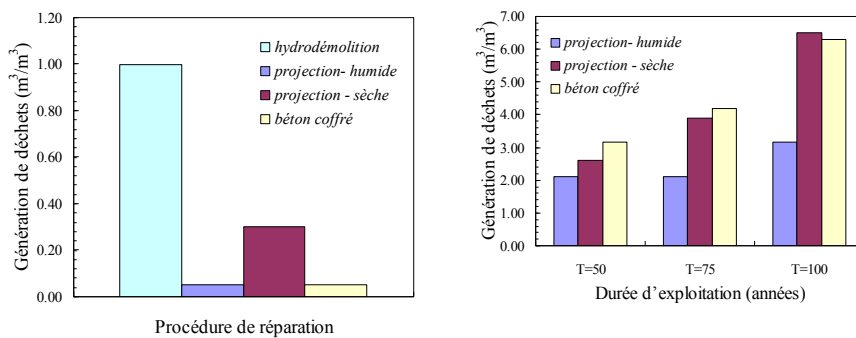 Génération de déchets (m³/m³)
1.20
1.00
0.80
0.60
0.40
0.20
0.00
hydrodémolition
projection- humide
projection - sèche
béton coffré
Procédure de réparation
Génération de déchets (m³/m³)
7.00
6.00
5.00
4.00
3.00
2.00
1.00
0.00
projection- humide
projection - sèche
béton coffré
T=50 T=75 T=100
Durée d'exploitation (années)